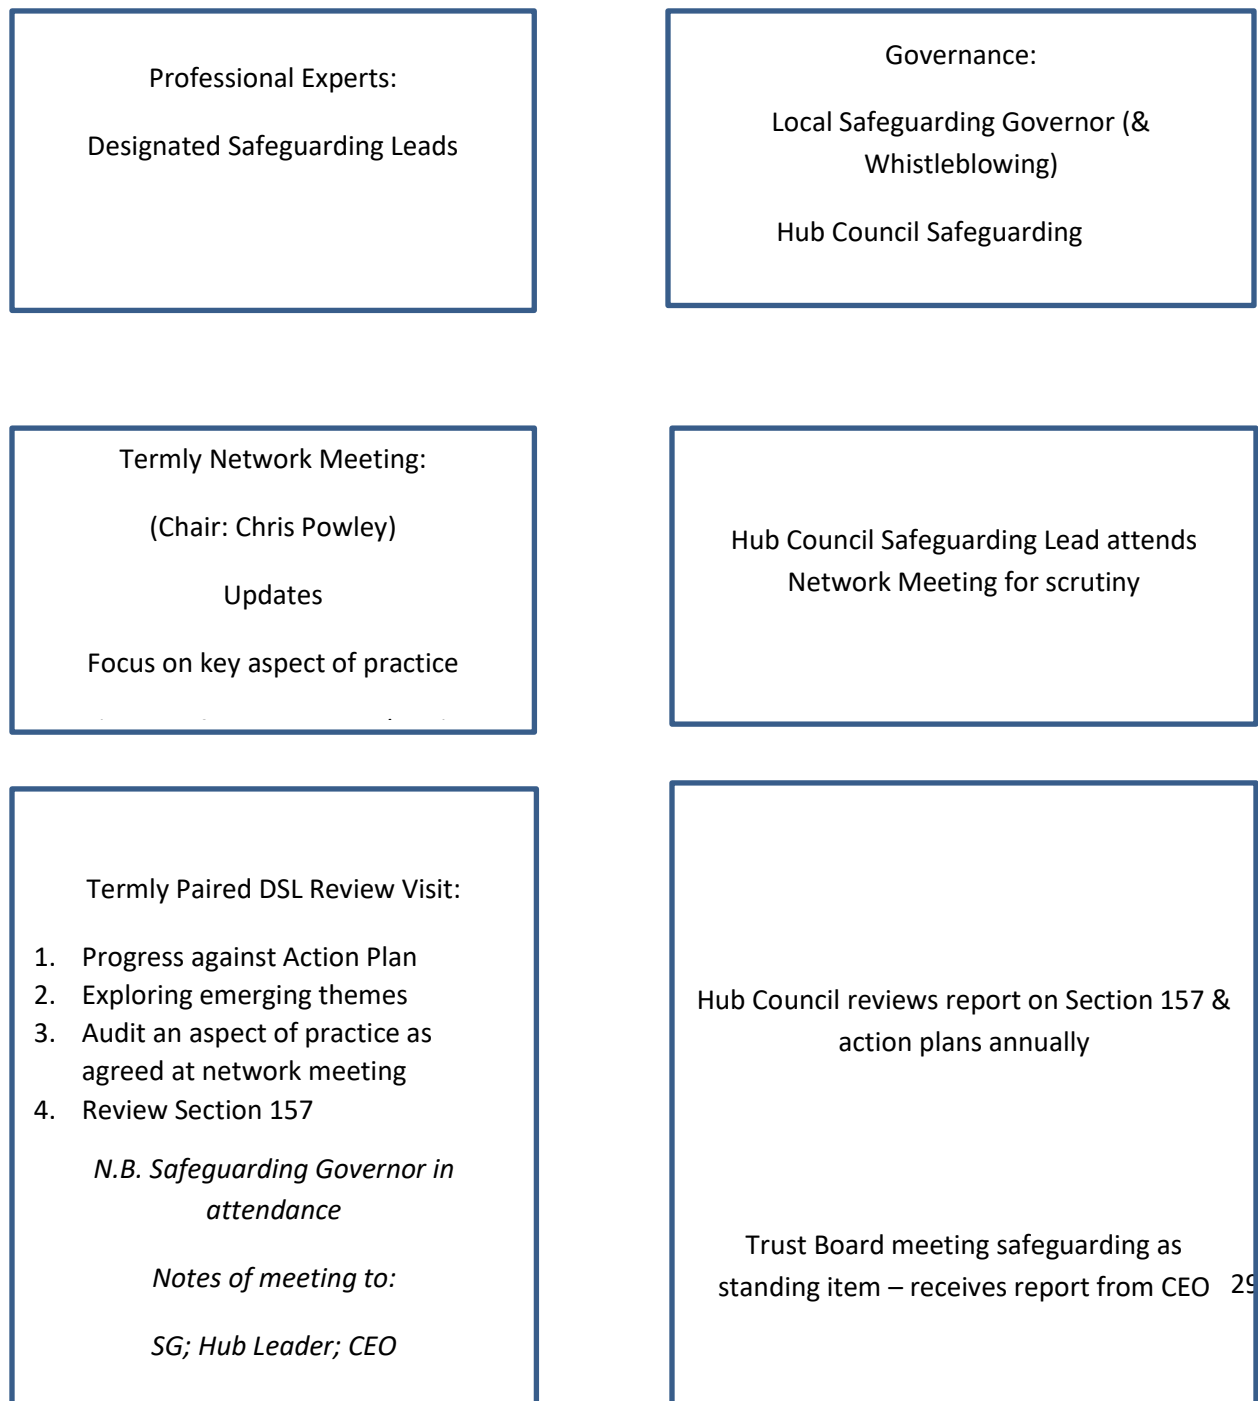 Professional Experts:
Designated Safeguarding Leads
Governance:
Local Safeguarding Governor (&
Whistleblowing)
Hub Council Safeguarding
Termly Network Meeting:
(Chair: Chris Powley)
Updates
Focus on key aspect of practice
Hub Council Safeguarding Lead attends
Network Meeting for scrutiny
Termly Paired DSL Review Visit:
1. Progress against Action Plan
2. Exploring emerging themes
3. Audit an aspect of practice as
agreed at network meeting
4. Review Section 157
N.B. Safeguarding Governor in
attendance
Notes of meeting to:
SG; Hub Leader; CEO
Hub Council reviews report on Section 157 &
action plans annually
Trust Board meeting safeguarding as
standing item – receives report from CEO
29